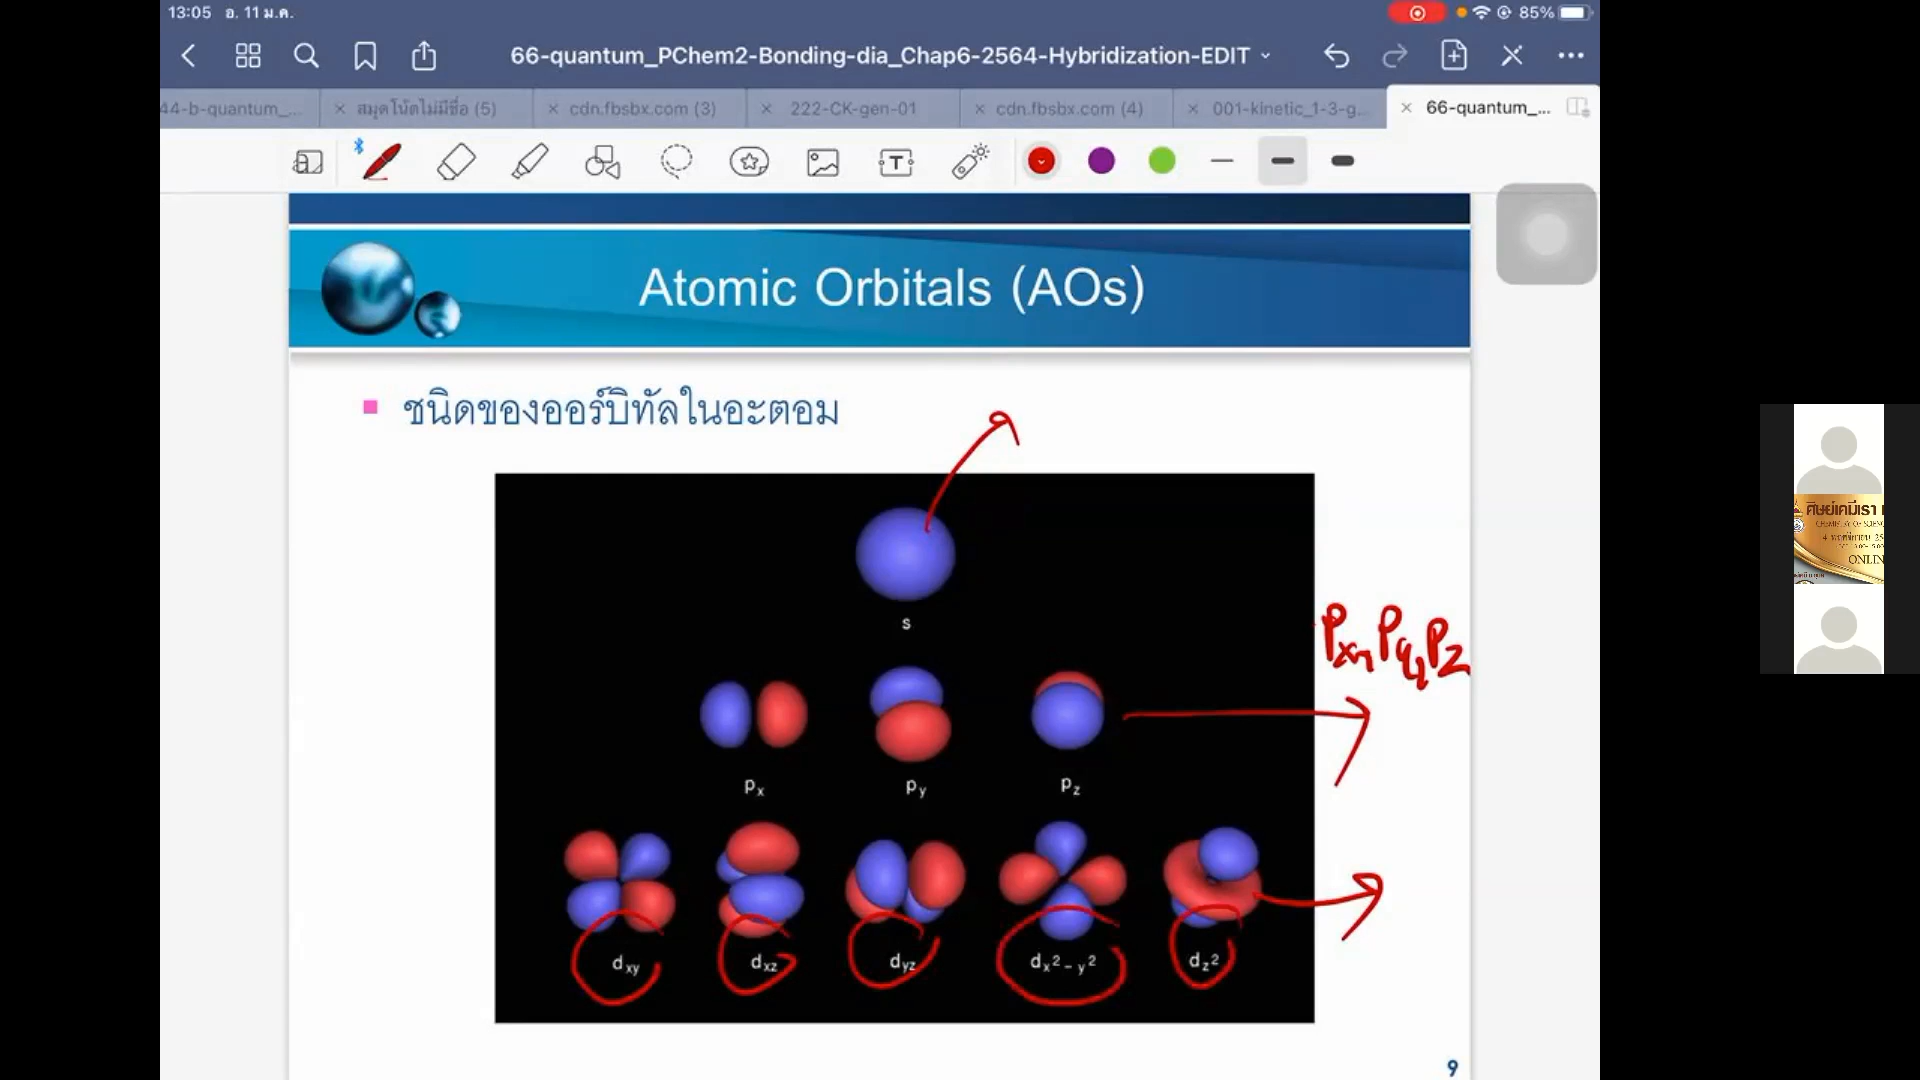 13:05 อ. 11 ม.ค.
85%
66-quantum_PChem2-Bonding-dia_Chap6-2564-Hybridization-EDIT
44-b-quantum_...
สมุดโน้ตไม่มีชื่อ (5)
cdn.fbsbx.com (3)
222-CK-gen-01
cdn.fbsbx.com (4)
001-kinetic_1-3-g...
66-quantum_...
Atomic Orbitals (AOs)
ชนิดของออร์บิทัลในอะตอม
s
Px, Py, Pz
px py pz
dxy dxz dyz dx²-y² dz²
9
ศิษย์เคมีเรา
ONLIN